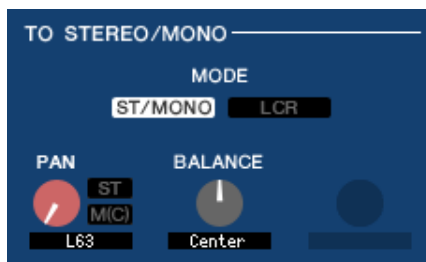 TO STEREO/MONO
MODE
ST/MONO LCR
PAN BALANCE
ST
M(C)
L63 Center